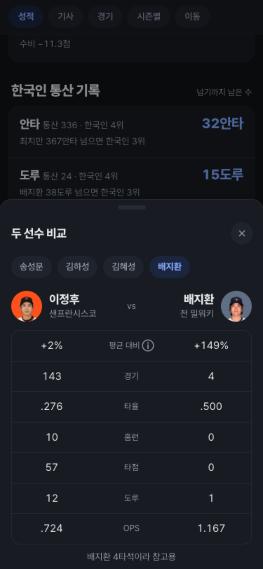 성적 기사 경기 시즌별 이동
수비 -11.3점
한국인 통산 기록 넘기까지 남은 수
안타 통산 336 · 한국인 4위 32안타
최지만 367안타 넘으면 한국인 3위
도루 통산 24 · 한국인 4위 15도루
배지환 38도루 넘으면 한국인 3위
두 선수 비교 ×
송성문 김하성 김혜성 배지환
이정후 vs 배지환
샌프란시스코 전 밀워키
+2% 평균 대비 ⓘ +149%
143 경기 4
.276 타율 .500
10 홈런 0
57 타점 0
12 도루 1
.724 OPS 1.167
배지환 4타석이라 참고용